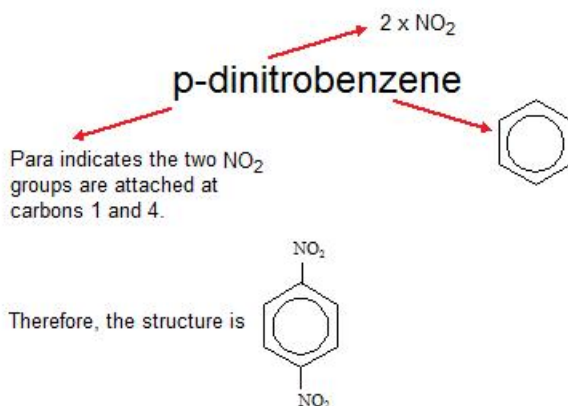 2 x NO₂
p-dinitrobenzene
Para indicates the two NO₂
groups are attached at
carbons 1 and 4.
NO₂
Therefore, the structure is
NO₂